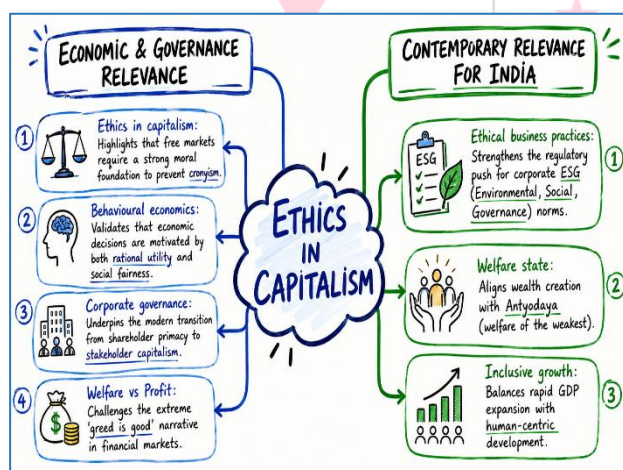 ECONOMIC & GOVERNANCE
RELEVANCE
1
Ethics in capitalism:
Highlights that free markets
require a strong moral
foundation to prevent cronyism.
2
Behavioural economics:
Validates that economic
decisions are motivated by
both rational utility and
social fairness.
3
Corporate governance:
Underpins the modern transition
from shareholder primacy to
stakeholder capitalism.
4
Welfare vs Profit:
Challenges the extreme
'greed is good' narrative
in financial markets.
ETHICS
IN
CAPITALISM
CONTEMPORARY RELEVANCE
FOR INDIA
ESG
Ethical business practices:
Strengthens the regulatory
push for corporate ESG
(Environmental, Social,
Governance) norms.
1
Welfare state:
Aligns wealth creation
with Antyodaya
(welfare of the weakest).
2
Inclusive growth:
Balances rapid GDP
expansion with
human-centric
development.
3